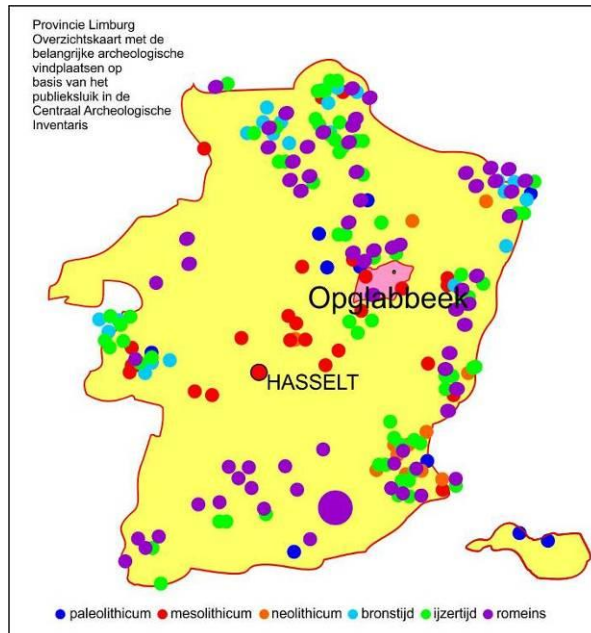 Provincie Limburg
Overzichtskaart met de
belangrijke archeologische
vindplaatsen op
basis van het
publieksluik in de
Centraal Archeologische
Inventaris
Opglabbeek
HASSELT
paleolithicum mesolithicum neolithicum bronstijd ijzertijd romeins